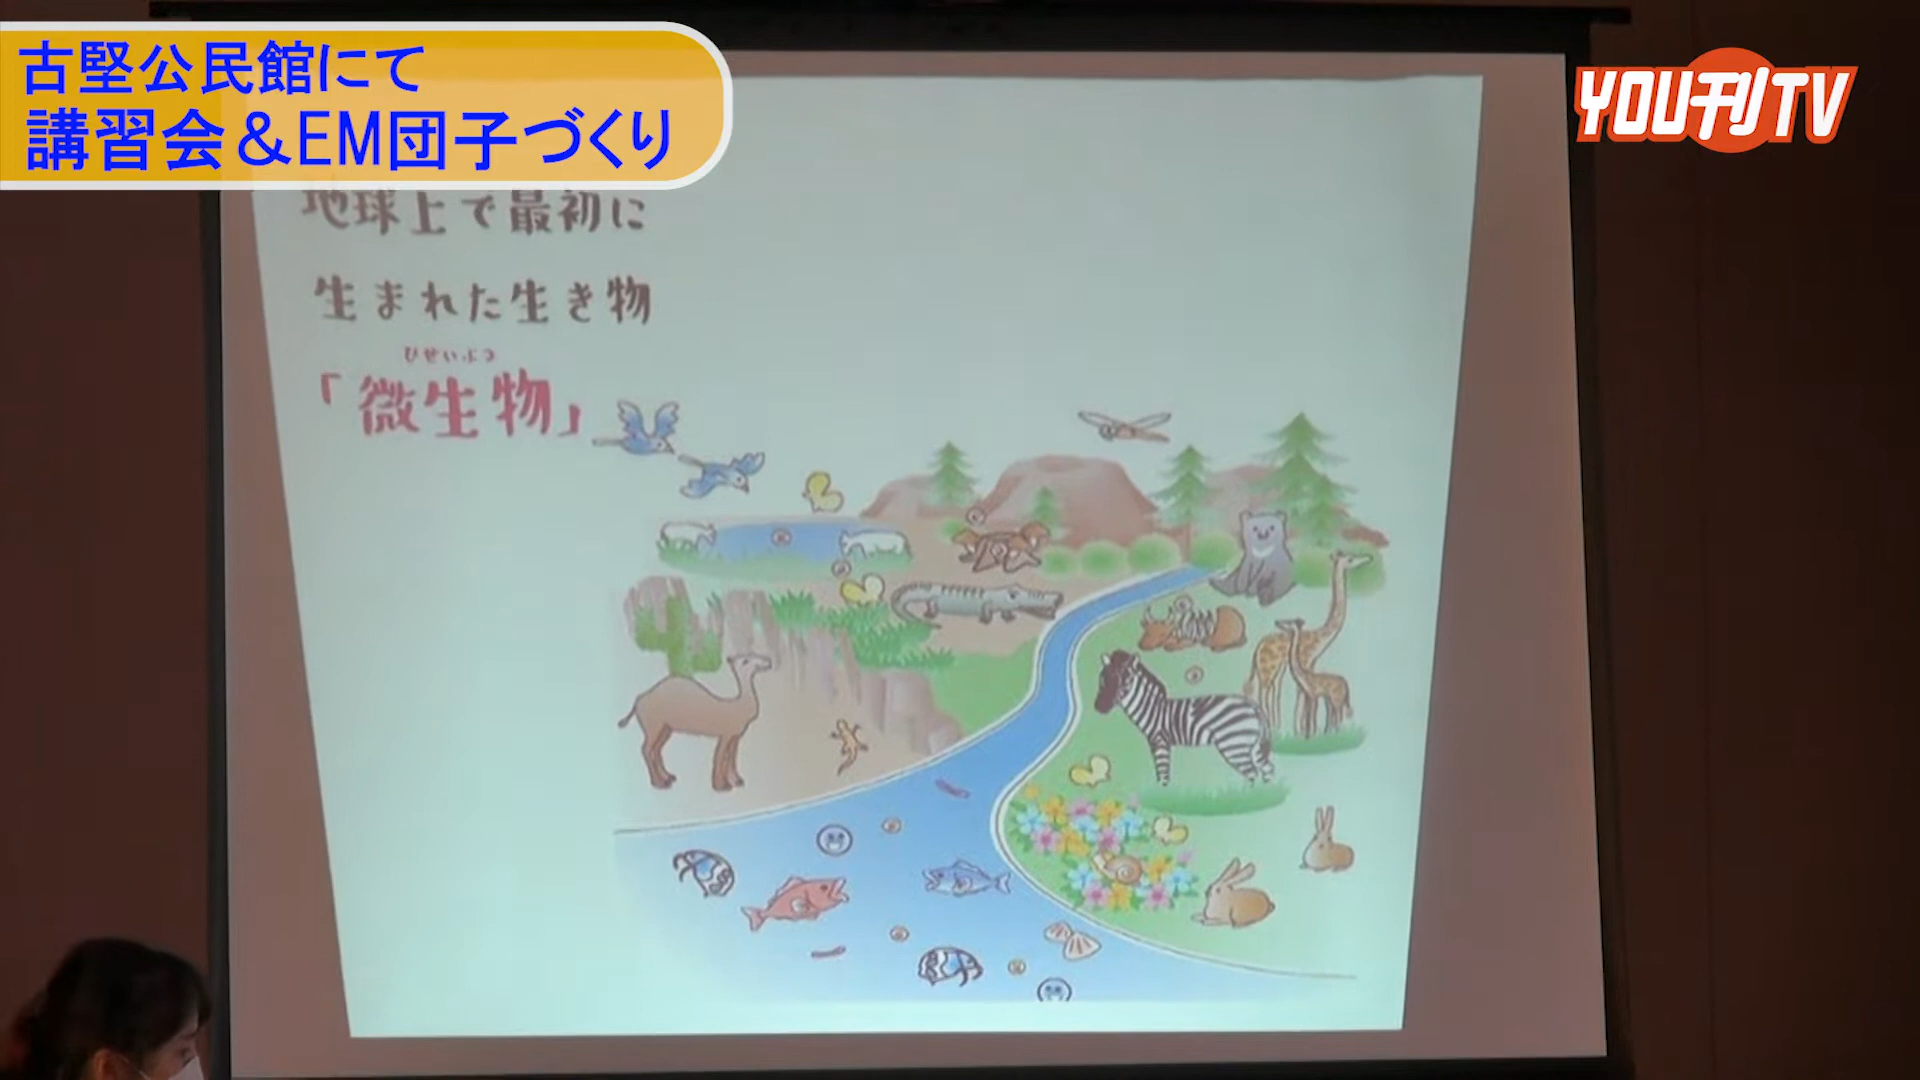 古堅公民館にて
講習会＆EM団子づくり
YOU刊TV
地球上で最初に
生まれた生き物
びせいぶつ
「微生物」